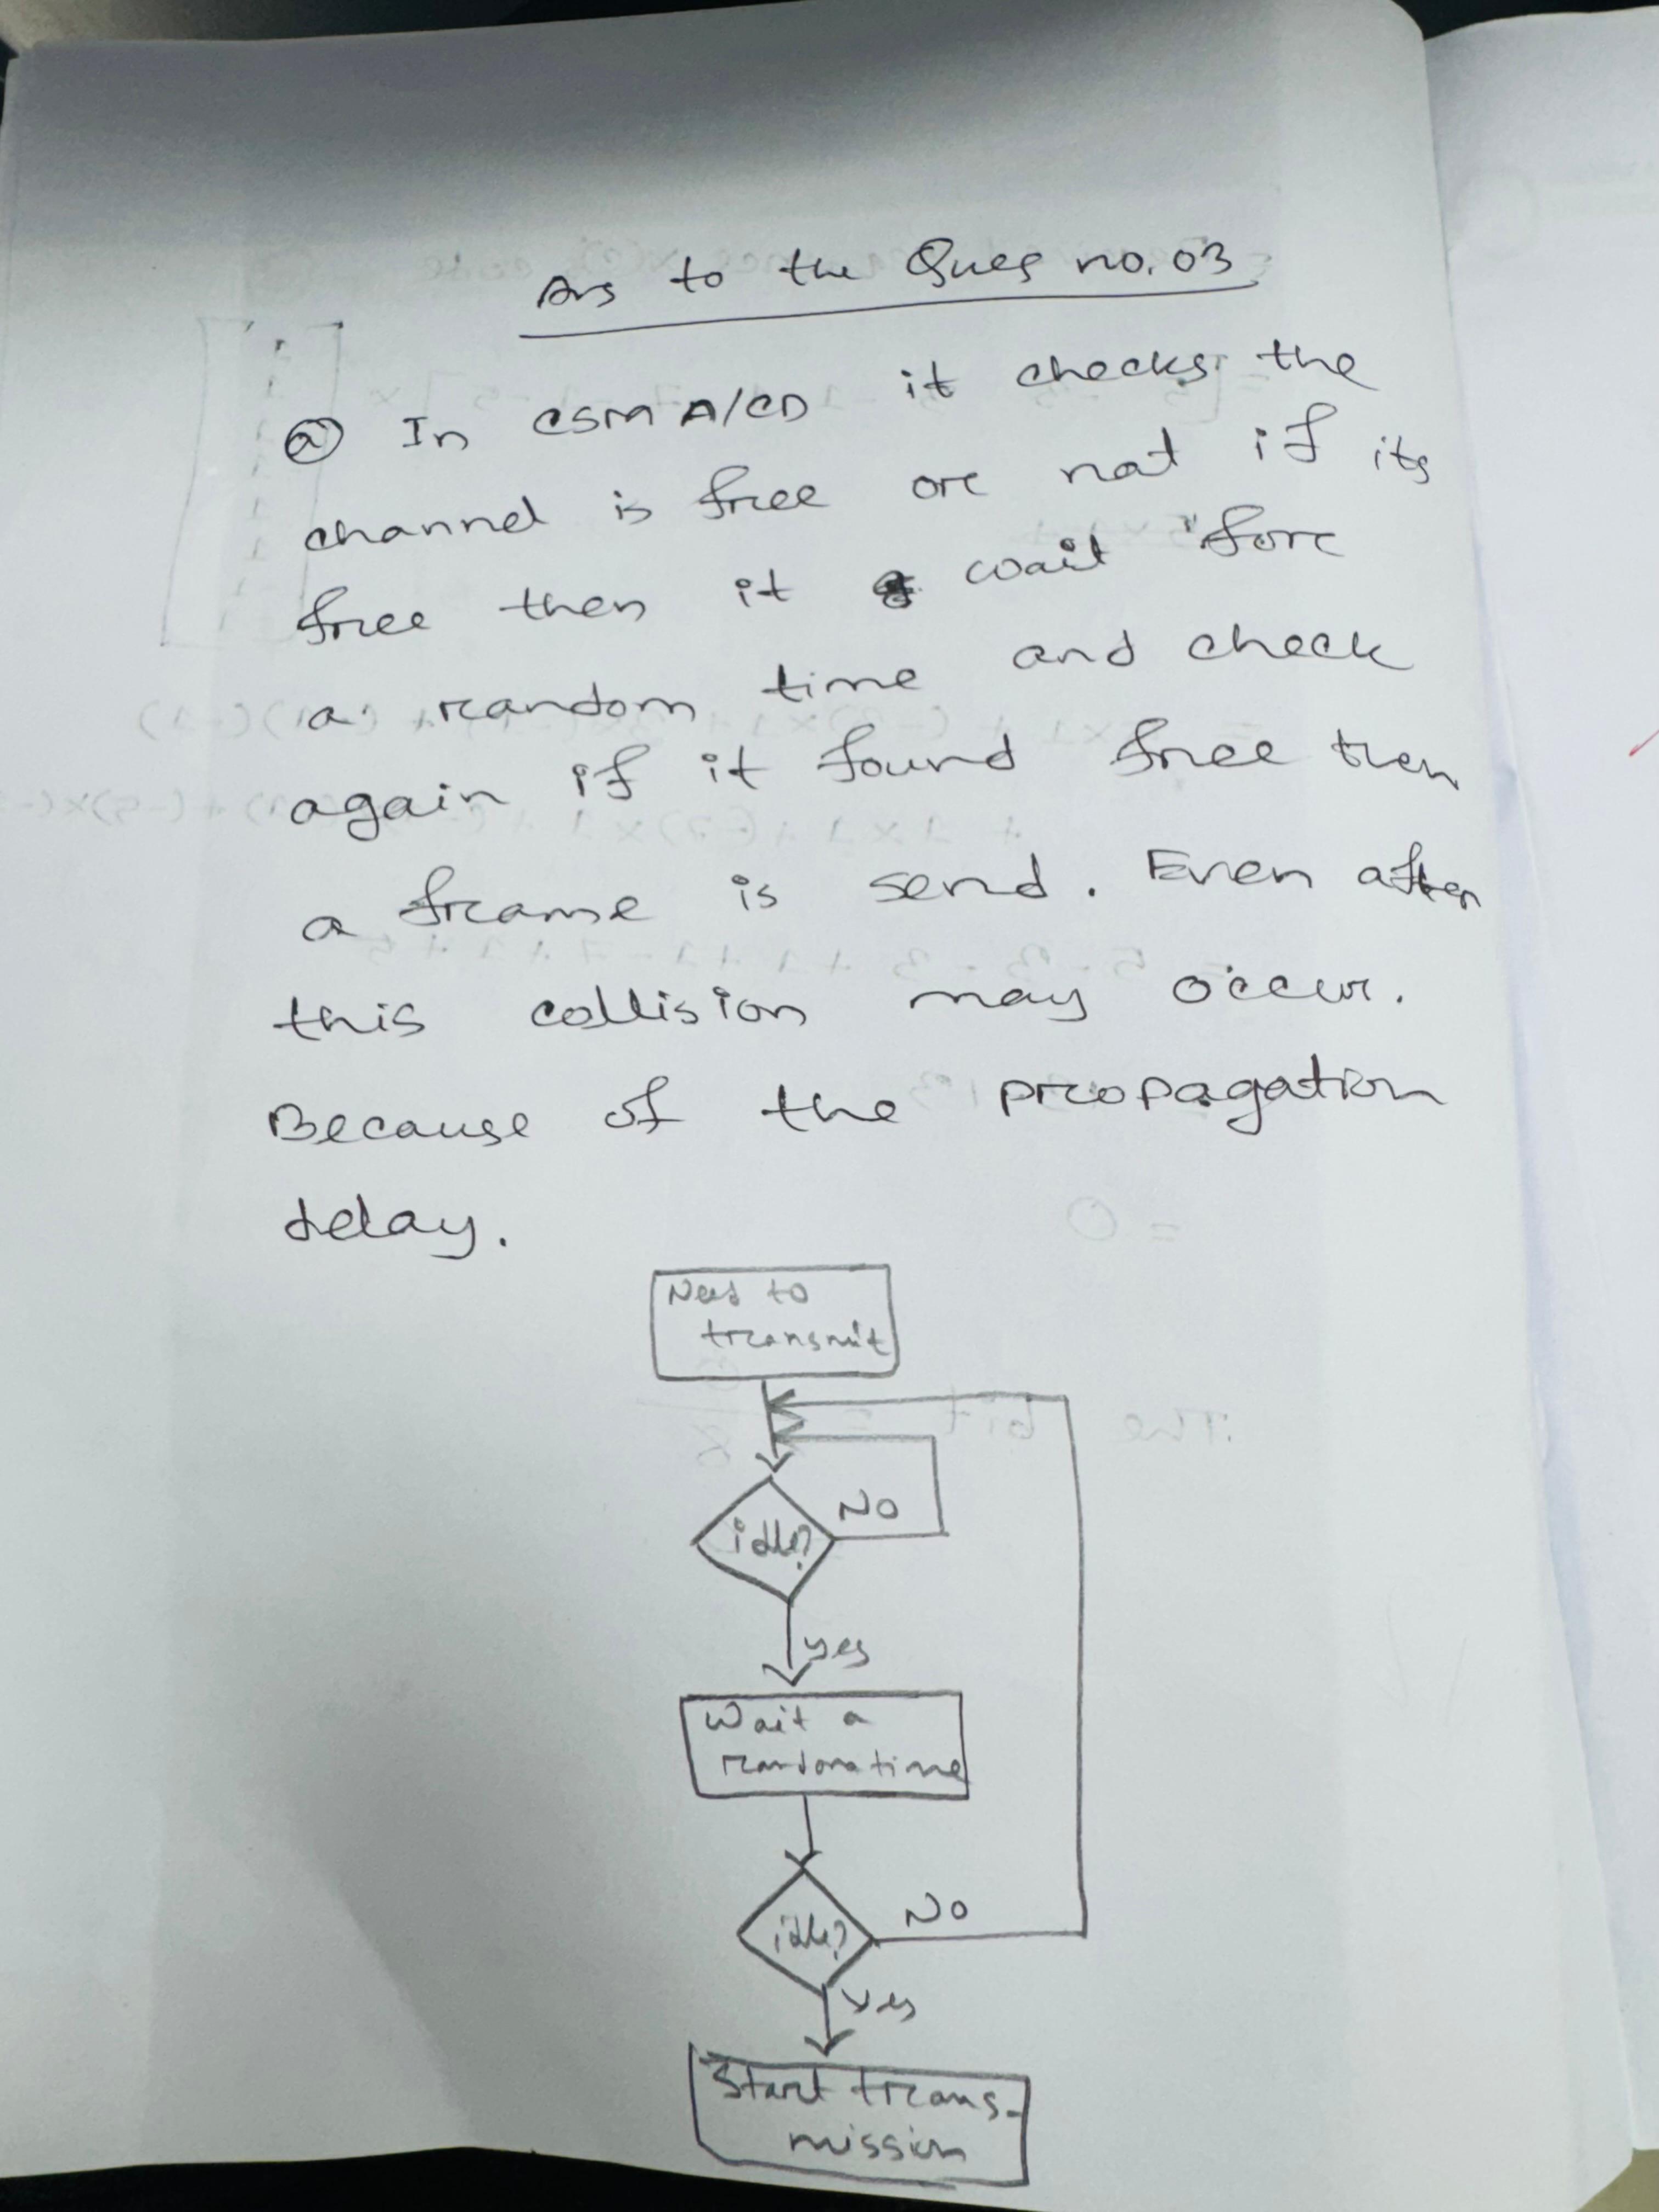 Ans to the Ques no. 03
(a) In CSMA/CD it checks the
channel is free or not if its
free then it wait for
a random time and check
again if it found free then
a frame is send. Even after
this collision may occur.
Because of the propagation
delay.
Need to
transmit
idle?
No
yes
Wait a
random time
idle?
No
Yes
Start trans-
mission